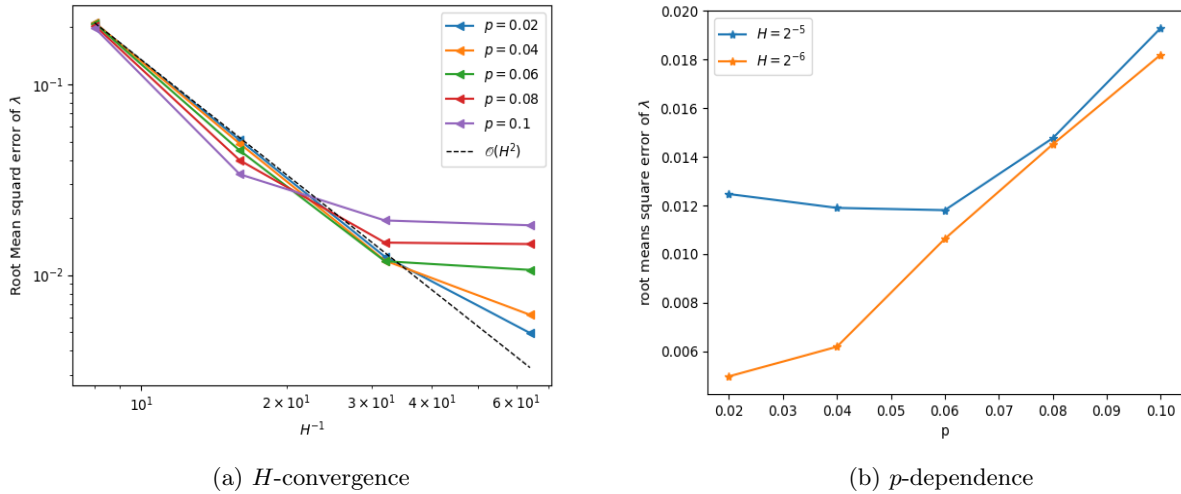 Root Mean squard error of λ
10⁻¹
10⁻²
p = 0.02
p = 0.04
p = 0.06
p = 0.08
p = 0.1
𝒪(H²)
10¹
2 × 10¹
3 × 10¹
4 × 10¹
6 × 10¹
H⁻¹
(a) H-convergence
root means square error of λ
0.020
0.018
0.016
0.014
0.012
0.010
0.008
0.006
H = 2⁻⁵
H = 2⁻⁶
0.02
0.03
0.04
0.05
0.06
0.07
0.08
0.09
0.10
p
(b) p-dependence